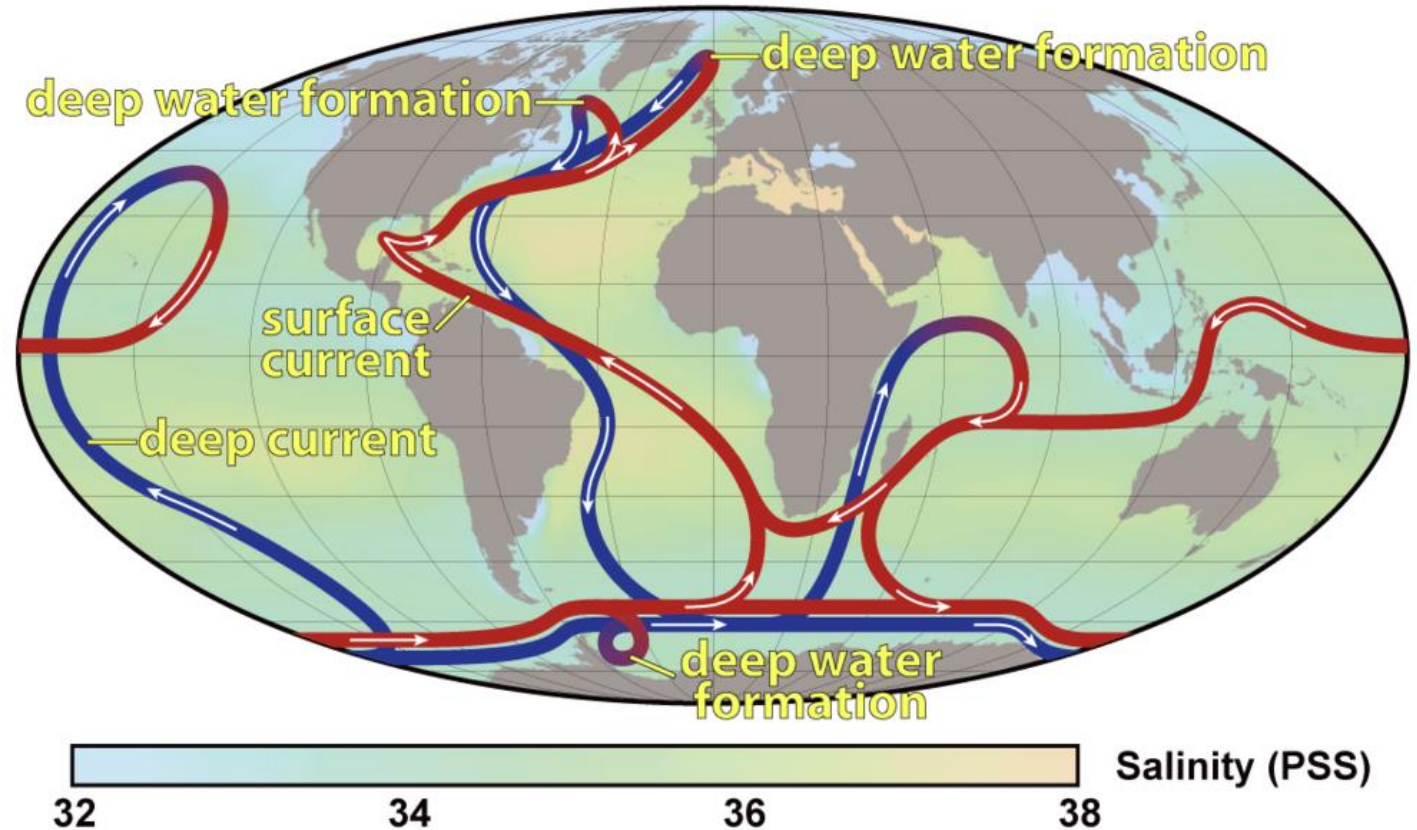 deep water formation
deep water formation
surface
current
deep current
deep water
formation
Salinity (PSS)
32 34 36 38